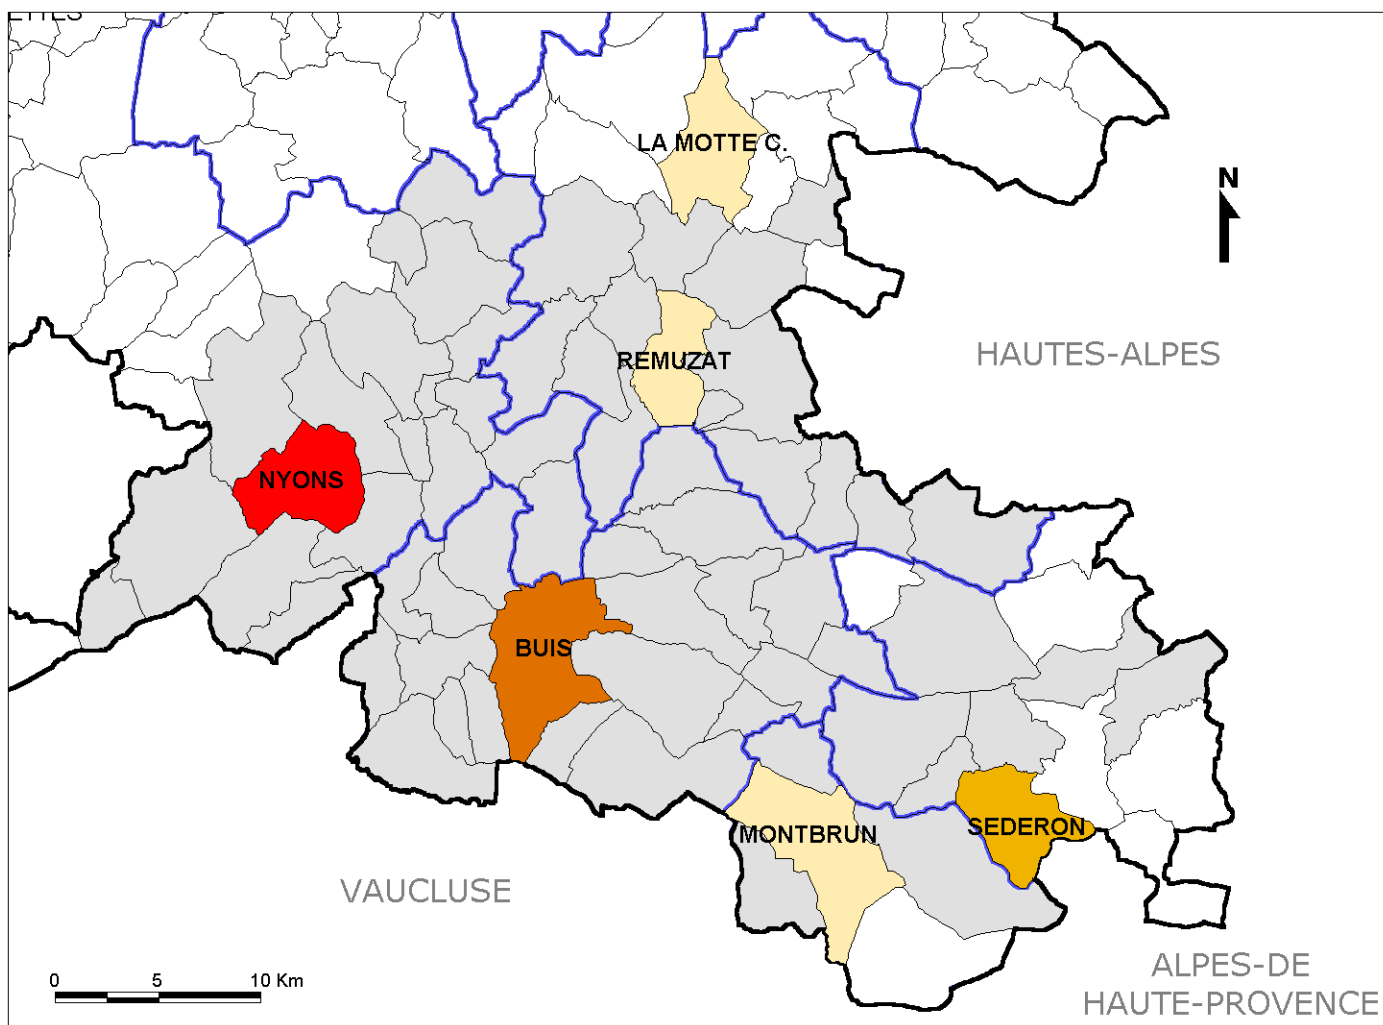 LA MOTTE C.
N
HAUTES-ALPES
REMUZAT
NYONS
BUIS
SEDERON
MONTBRUN
VAUCLUSE
0 5 10 Km
ALPES-DE
HAUTE-PROVENCE